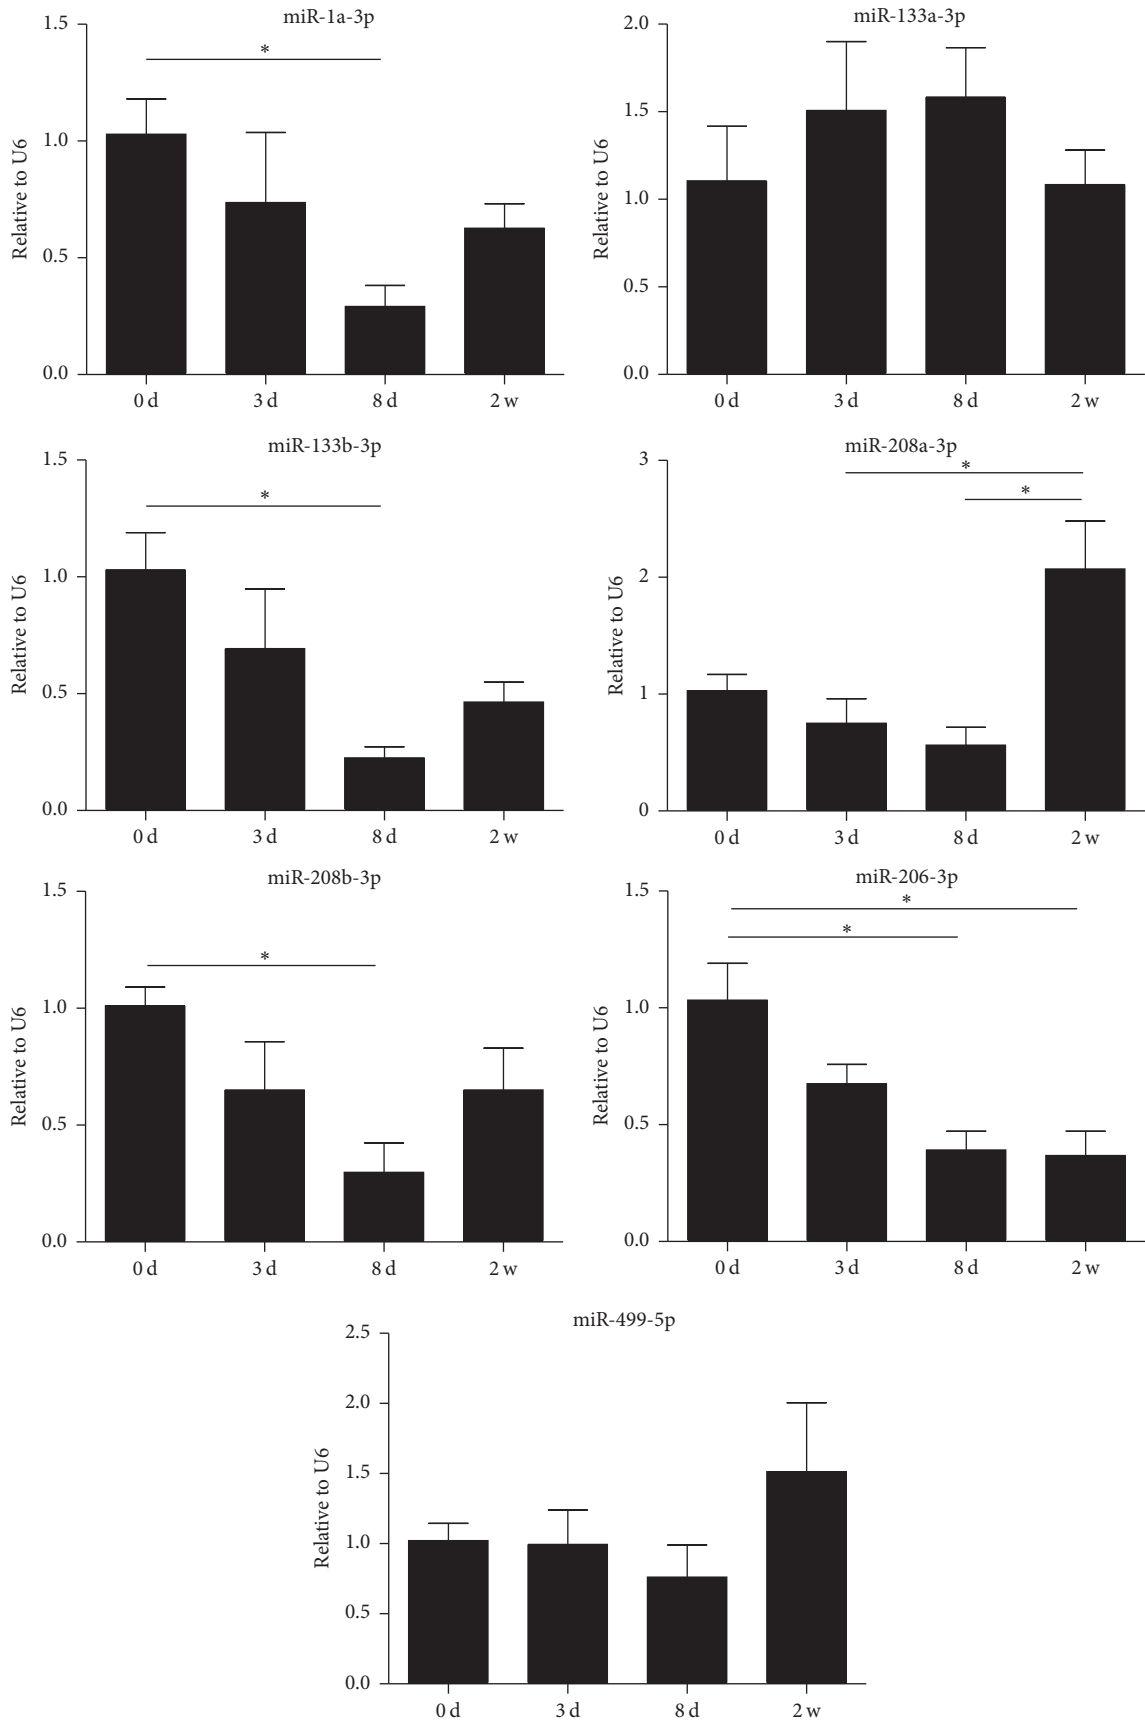 miR-1a-3p
1.5
1.0
0.5
0.0
Relative to U6
*
0 d 3 d 8 d 2 w
miR-133a-3p
2.0
1.5
1.0
0.5
0.0
Relative to U6
0 d 3 d 8 d 2 w
miR-133b-3p
1.5
1.0
0.5
0.0
Relative to U6
*
0 d 3 d 8 d 2 w
miR-208a-3p
3
2
1
0
Relative to U6
*
*
0 d 3 d 8 d 2 w
miR-208b-3p
1.5
1.0
0.5
0.0
Relative to U6
*
0 d 3 d 8 d 2 w
miR-206-3p
1.5
1.0
0.5
0.0
Relative to U6
*
*
0 d 3 d 8 d 2 w
miR-499-5p
2.5
2.0
1.5
1.0
0.5
0.0
Relative to U6
0 d 3 d 8 d 2 w